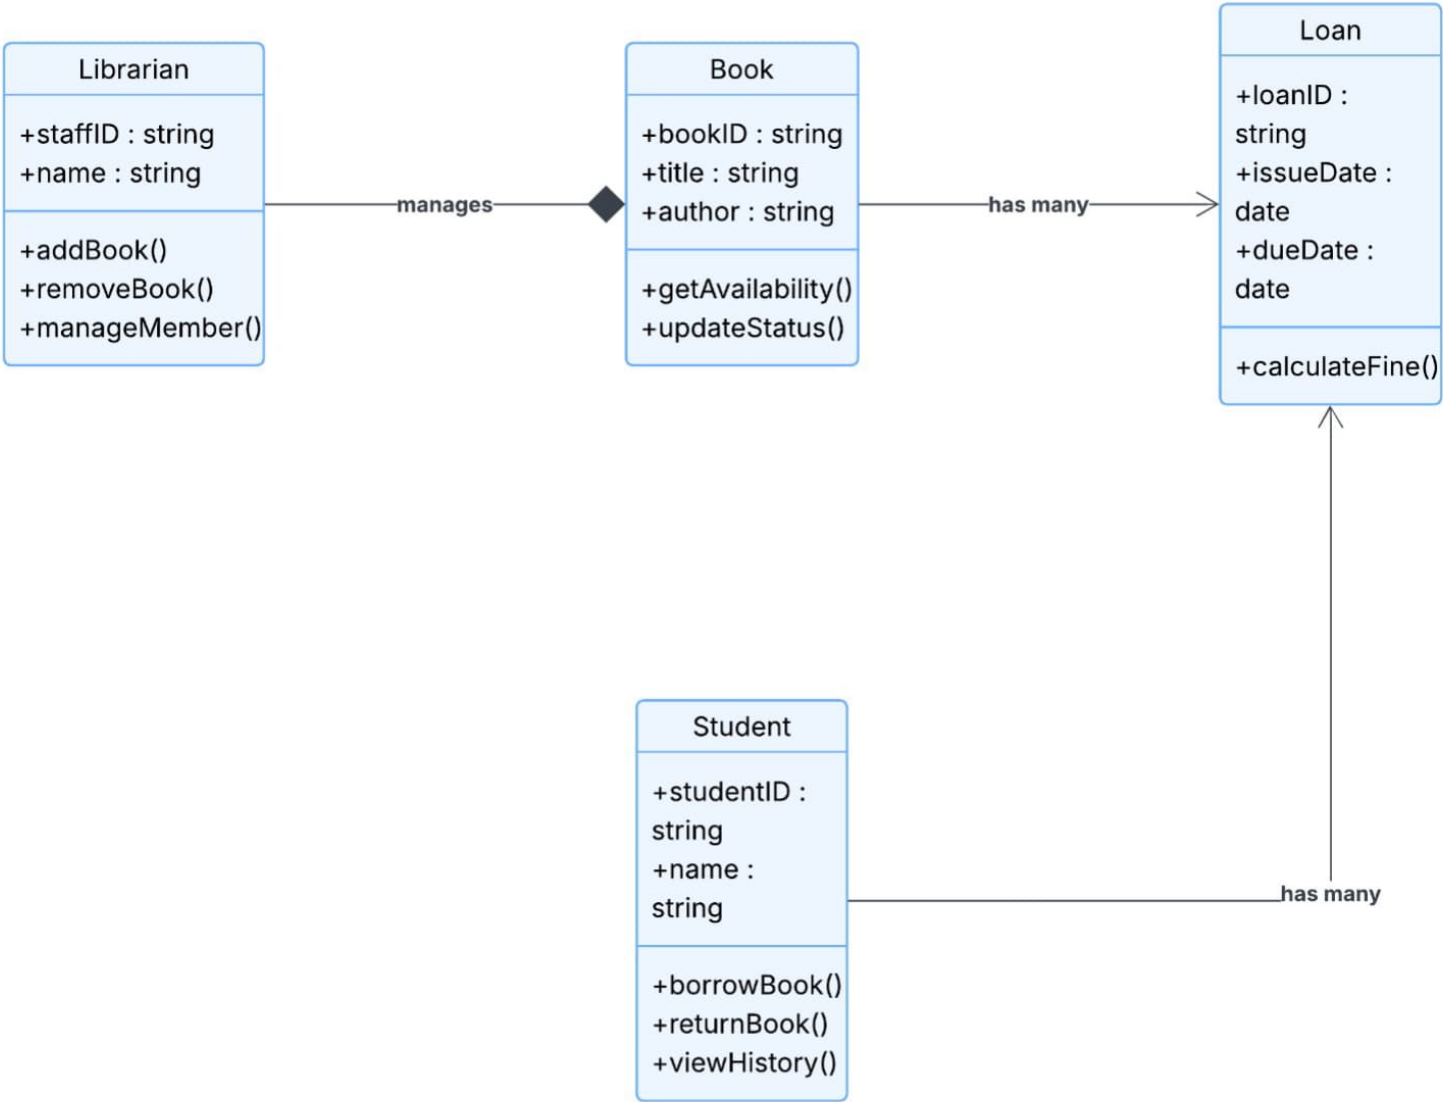 Librarian
+staffID : string
+name : string
+addBook()
+removeBook()
+manageMember()
manages
Book
+bookID : string
+title : string
+author : string
+getAvailability()
+updateStatus()
has many
Loan
+loanID :
string
+issueDate :
date
+dueDate :
date
+calculateFine()
Student
+studentID :
string
+name :
string
+borrowBook()
+returnBook()
+viewHistory()
has many